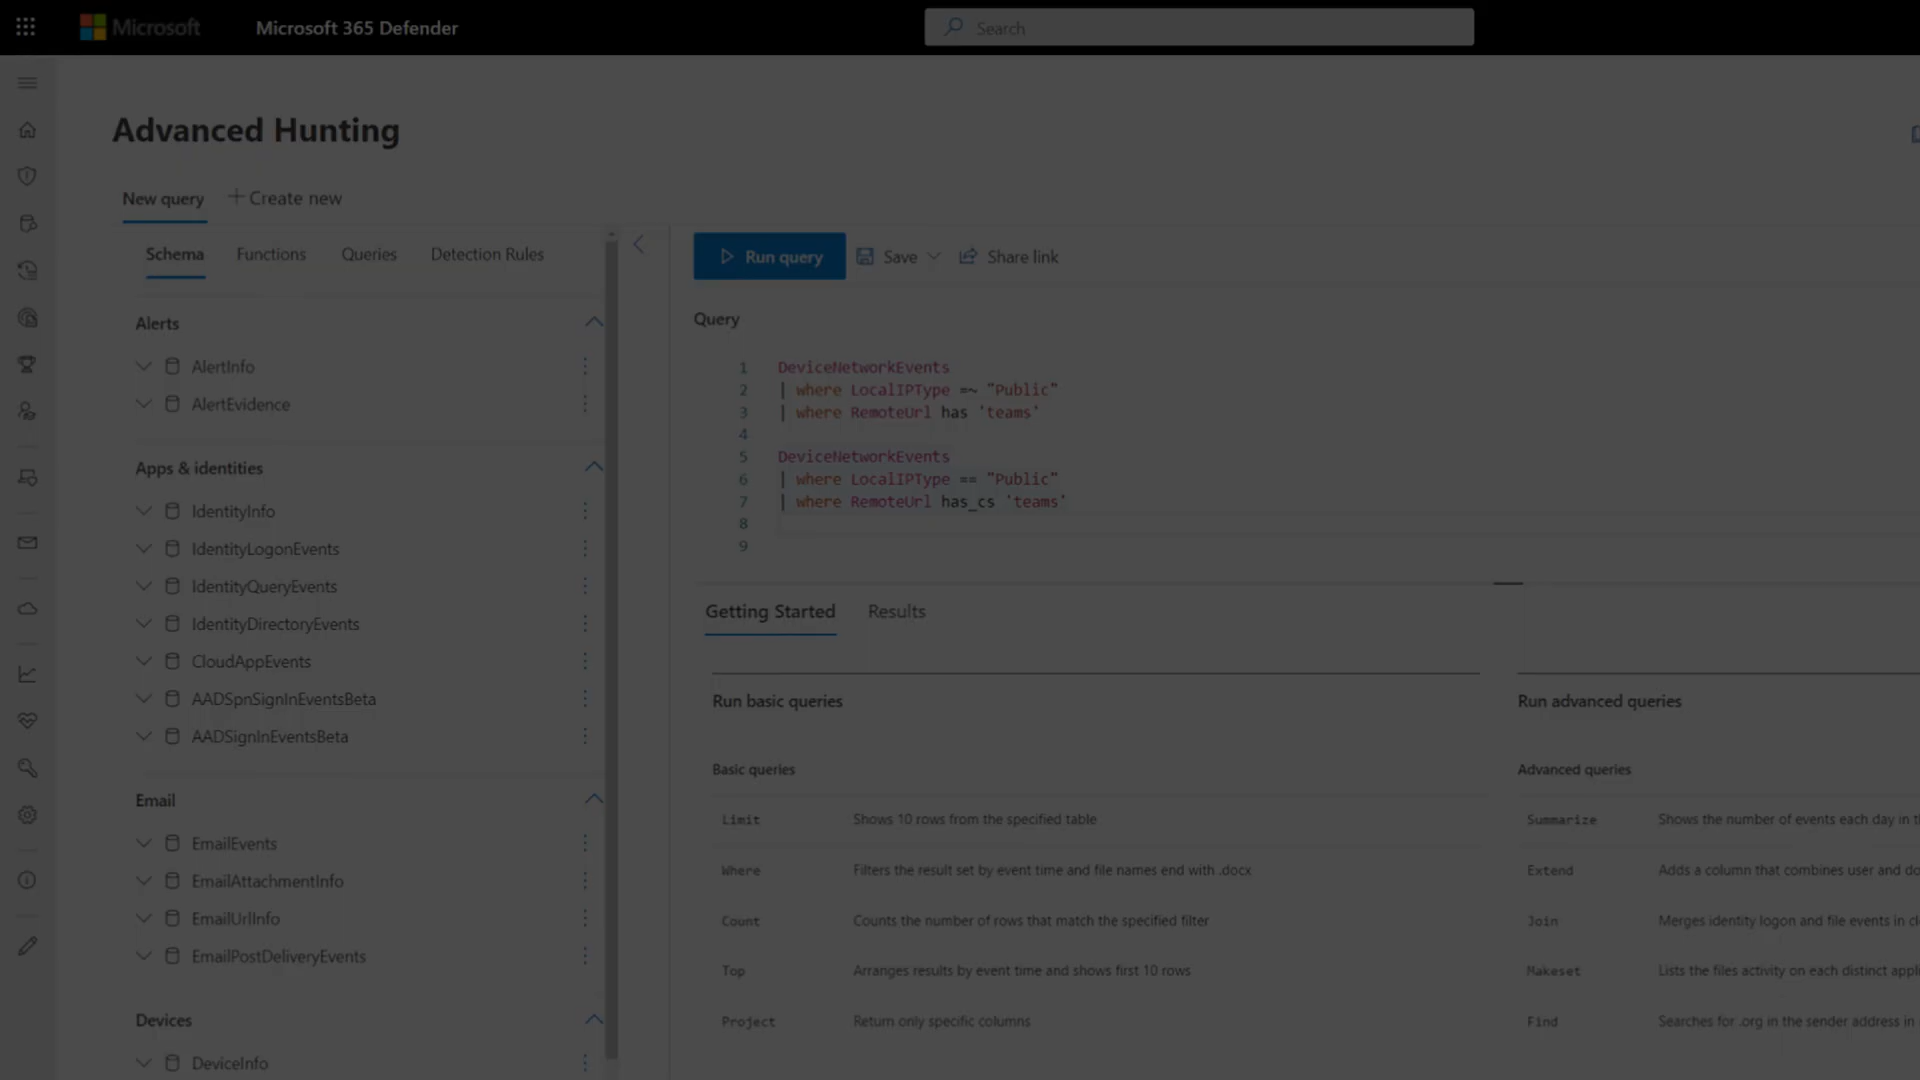 Microsoft
Microsoft 365 Defender
Search
Advanced Hunting
New query
Create new
Schema
Functions
Queries
Detection Rules
Run query
Save
Share link
Alerts
AlertInfo
AlertEvidence
Apps & identities
IdentityInfo
IdentityLogonEvents
IdentityQueryEvents
IdentityDirectoryEvents
CloudAppEvents
AADSpnSignInEventsBeta
AADSignInEventsBeta
Email
EmailEvents
EmailAttachmentInfo
EmailUrlInfo
EmailPostDeliveryEvents
Devices
DeviceInfo
Query
1 DeviceNetworkEvents
2 | where LocalIPType =~ "Public"
3 | where RemoteUrl has 'teams'
4
5 DeviceNetworkEvents
6 | where LocalIPType == "Public"
7 | where RemoteUrl has_cs 'teams'
8
9
Getting Started
Results
Run basic queries
Basic queries
Limit Shows 10 rows from the specified table
Where Filters the result set by event time and file names end with .docx
Count Counts the number of rows that match the specified filter
Top Arranges results by event time and shows first 10 rows
Project Return only specific columns
Run advanced queries
Advanced queries
Summarize Shows the number of events each day in
Extend Adds a column that combines user and
Join Merges identity logon and file events in
Makeset Lists the files activity on each distinct
Find Searches for .org in the sender address in